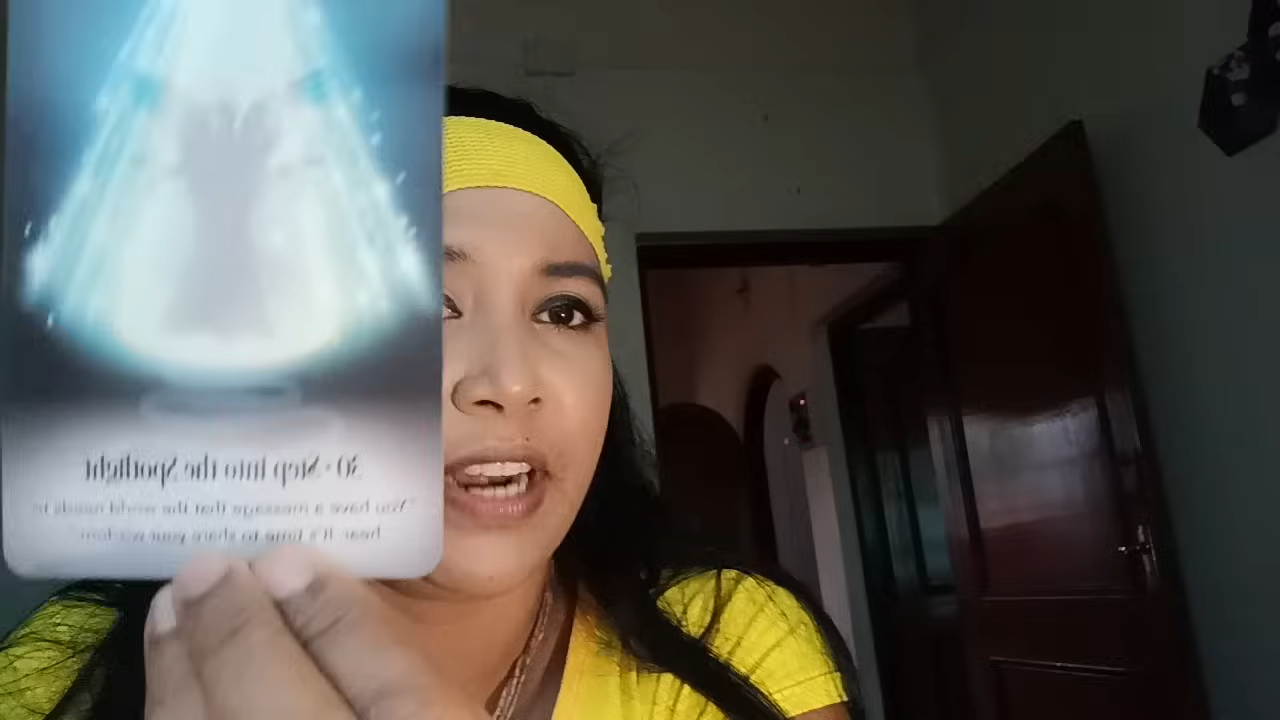 30 · Step Into the Spotlight
"You have a message that the world needs to
hear. It's time to share your wisdom.